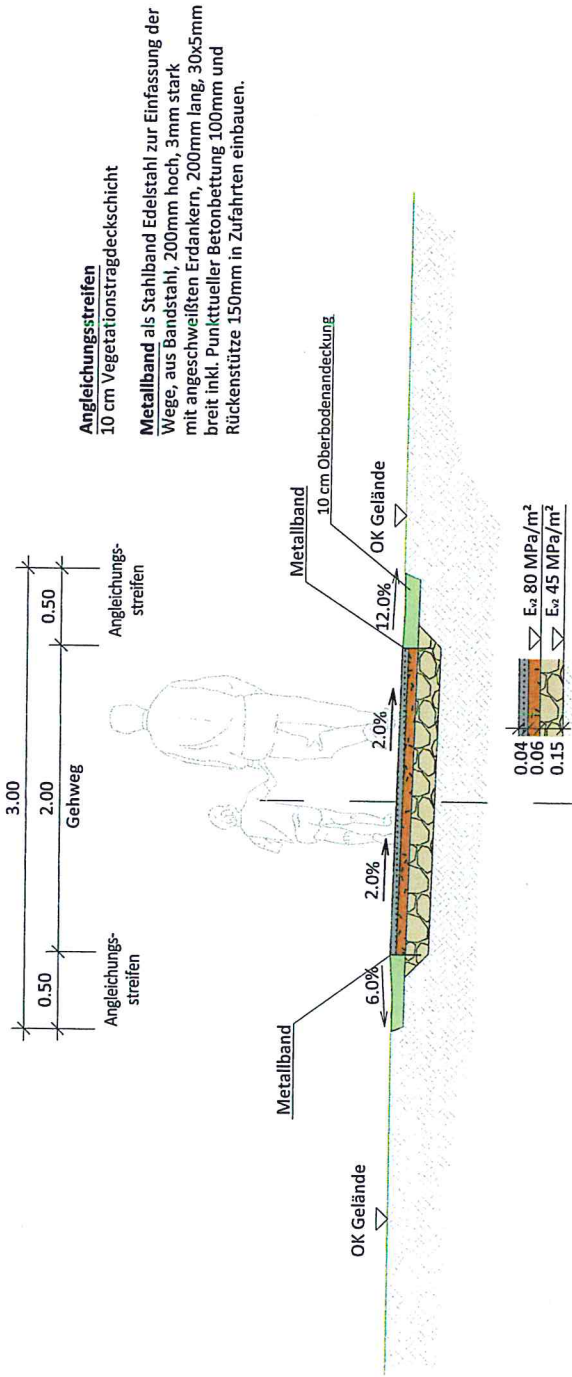 3.00
0.50
2.00
0.50
Angleichungs-
streifen
Gehweg
Angleichungs-
streifen
Angleichungsstreifen
10 cm Vegetationstragdeckschicht
Metallband als Stahlband Edelstahl zur Einfassung der
Wege, aus Bandstahl, 200mm hoch, 3mm stark
mit angeschweißten Erdankern, 200mm lang, 30x5mm
breit inkl. Punkttueller Betonbettung 100mm und
Rückenstütze 150mm in Zufahrten einbauen.
Metallband
Metallband
10 cm Oberbodenandeckung
OK Gelände
OK Gelände
6.0%
2.0%
2.0%
12.0%
0.04
0.06
0.15
Ev2 80 MPa/m²
Ev2 45 MPa/m²